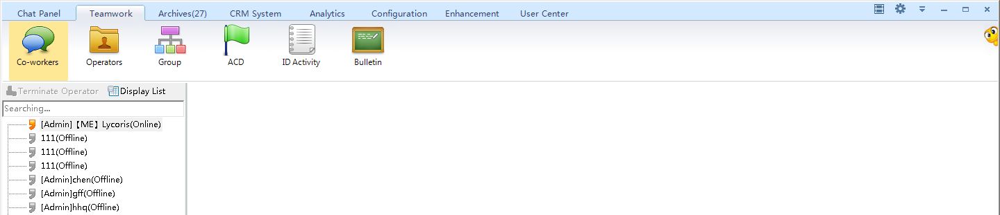 Chat Panel Teamwork Archives(27) CRM System Analytics Configuration Enhancement User Center
Co-workers Operators Group ACD ID Activity Bulletin
Terminate Operator Display List
Searching...
[Admin]【ME】Lycoris(Online)
111(Offline)
111(Offline)
111(Offline)
[Admin]chen(Offline)
[Admin]gff(Offline)
[Admin]hhq(Offline)